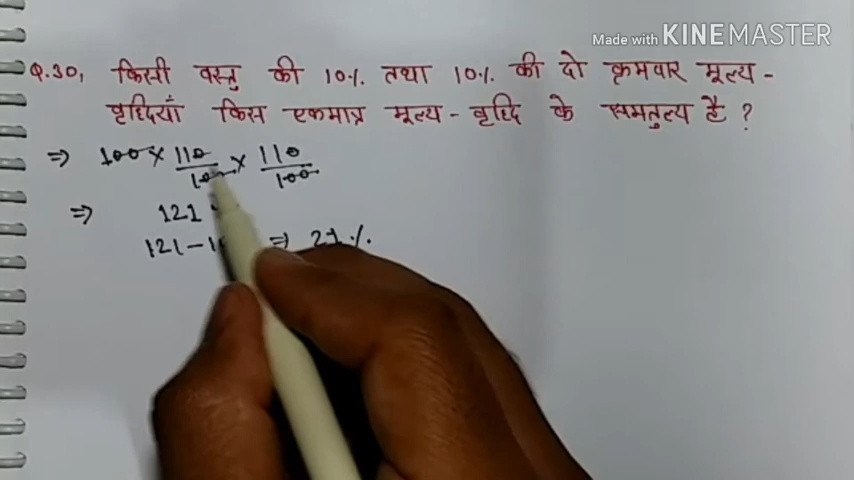 Made with KINEMASTER
Q.30, किसी वस्तु की 10% तथा 10% की दो क्रमवार मूल्य-
वृध्दियाँ किस एकमात्र मूल्य-वृध्दि के समतुल्य है ?
⇒ 100 × 110/100 × 110/100
⇒ 121
121 - ⇒ 21%